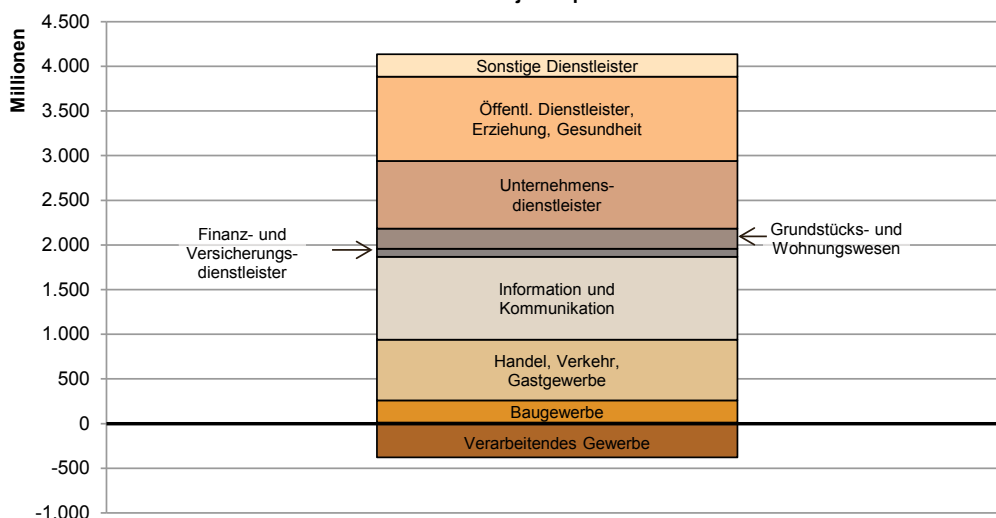 Millionen
4.500
4.000
3.500
3.000
2.500
2.000
1.500
1.000
500
0
-500
-1.000
Sonstige Dienstleister
Öffentl. Dienstleister,
Erziehung, Gesundheit
Unternehmens-
dienstleister
Finanz- und
Versicherungs-
dienstleister
Grundstücks- und
Wohnungswesen
Information und
Kommunikation
Handel, Verkehr,
Gastgewerbe
Baugewerbe
Verarbeitendes Gewerbe